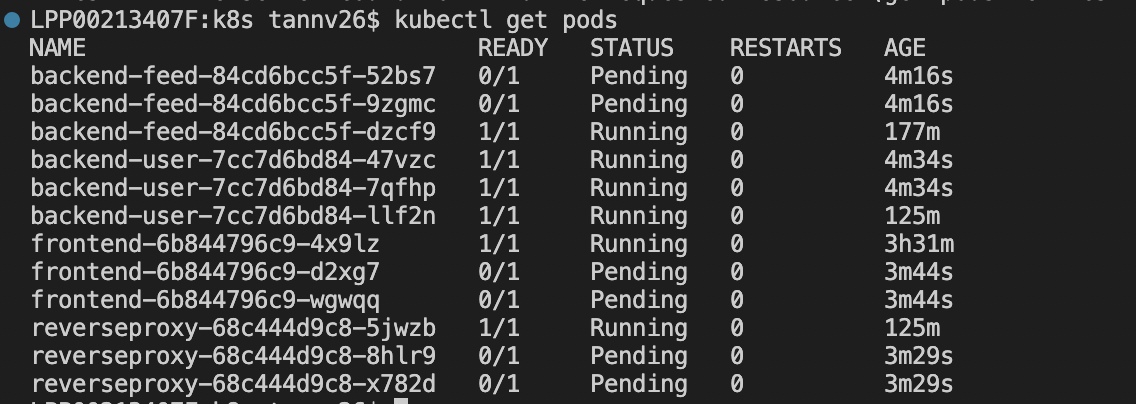 LPP00213407F:k8s tannv26$ kubectl get pods
NAME READY STATUS RESTARTS AGE
backend-feed-84cd6bcc5f-52bs7 0/1 Pending 0 4m16s
backend-feed-84cd6bcc5f-9zgmc 0/1 Pending 0 4m16s
backend-feed-84cd6bcc5f-dzcf9 1/1 Running 0 177m
backend-user-7cc7d6bd84-47vzc 1/1 Running 0 4m34s
backend-user-7cc7d6bd84-7qfhp 1/1 Running 0 4m34s
backend-user-7cc7d6bd84-llf2n 1/1 Running 0 125m
frontend-6b844796c9-4x9lz 1/1 Running 0 3h31m
frontend-6b844796c9-d2xg7 0/1 Pending 0 3m44s
frontend-6b844796c9-wgwqq 0/1 Pending 0 3m44s
reverseproxy-68c444d9c8-5jwzb 1/1 Running 0 125m
reverseproxy-68c444d9c8-8hlr9 0/1 Pending 0 3m29s
reverseproxy-68c444d9c8-x782d 0/1 Pending 0 3m29s